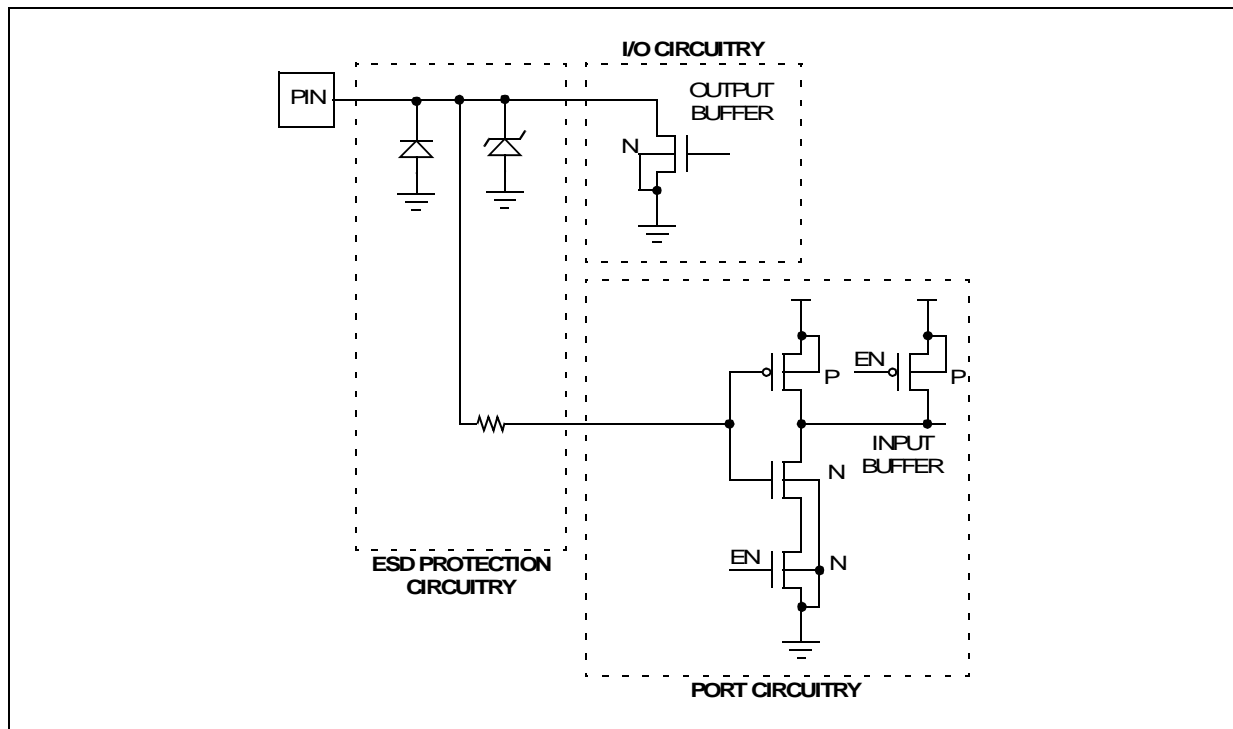 I/O CIRCUITRY
PIN
OUTPUT
BUFFER
N
EN
P
P
INPUT
BUFFER
N
EN
N
ESD PROTECTION
CIRCUITRY
PORT CIRCUITRY